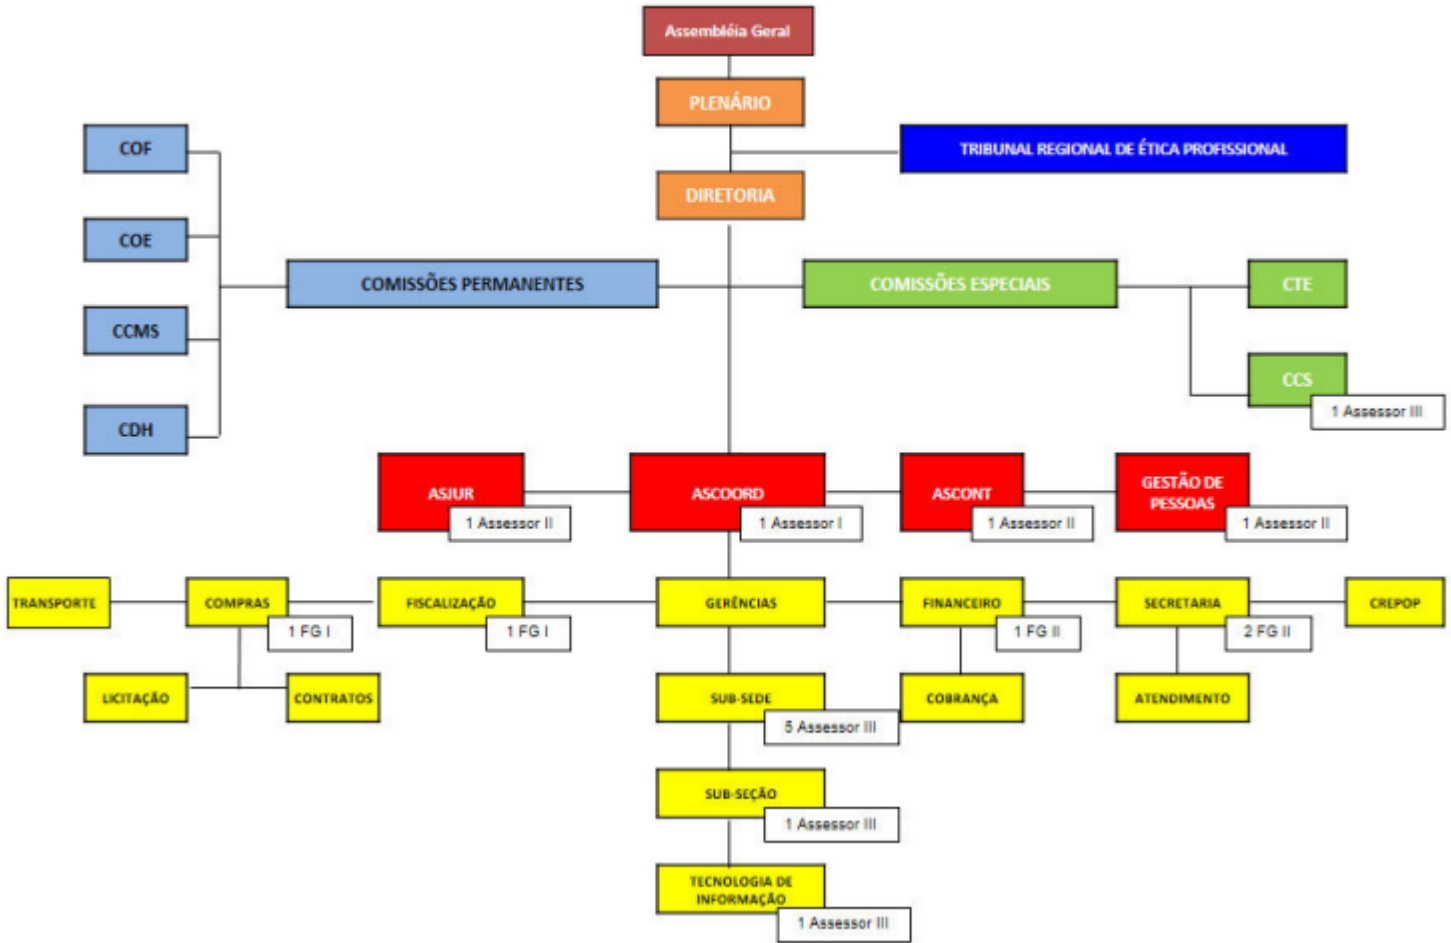 Assembléia Geral
PLENÁRIO
COF
TRIBUNAL REGIONAL DE ÉTICA PROFISSIONAL
DIRETORIA
COE
COMISSÕES PERMANENTES
COMISSÕES ESPECIAIS
CTE
CCMS
CCS
1 Assessor III
CDH
ASJUR
1 Assessor II
ASCOORD
1 Assessor I
ASCONT
1 Assessor II
GESTÃO DE
PESSOAS
1 Assessor II
TRANSPORTE
COMPRAS
1 FG I
FISCALIZAÇÃO
1 FG I
GERÊNCIAS
FINANCEIRO
1 FG II
SECRETARIA
2 FG II
CREPOP
LICITAÇÃO
CONTRATOS
SUB-SEDE
5 Assessor III
COBRANÇA
ATENDIMENTO
SUB-SEÇÃO
1 Assessor III
TECNOLOGIA DE
INFORMAÇÃO
1 Assessor III